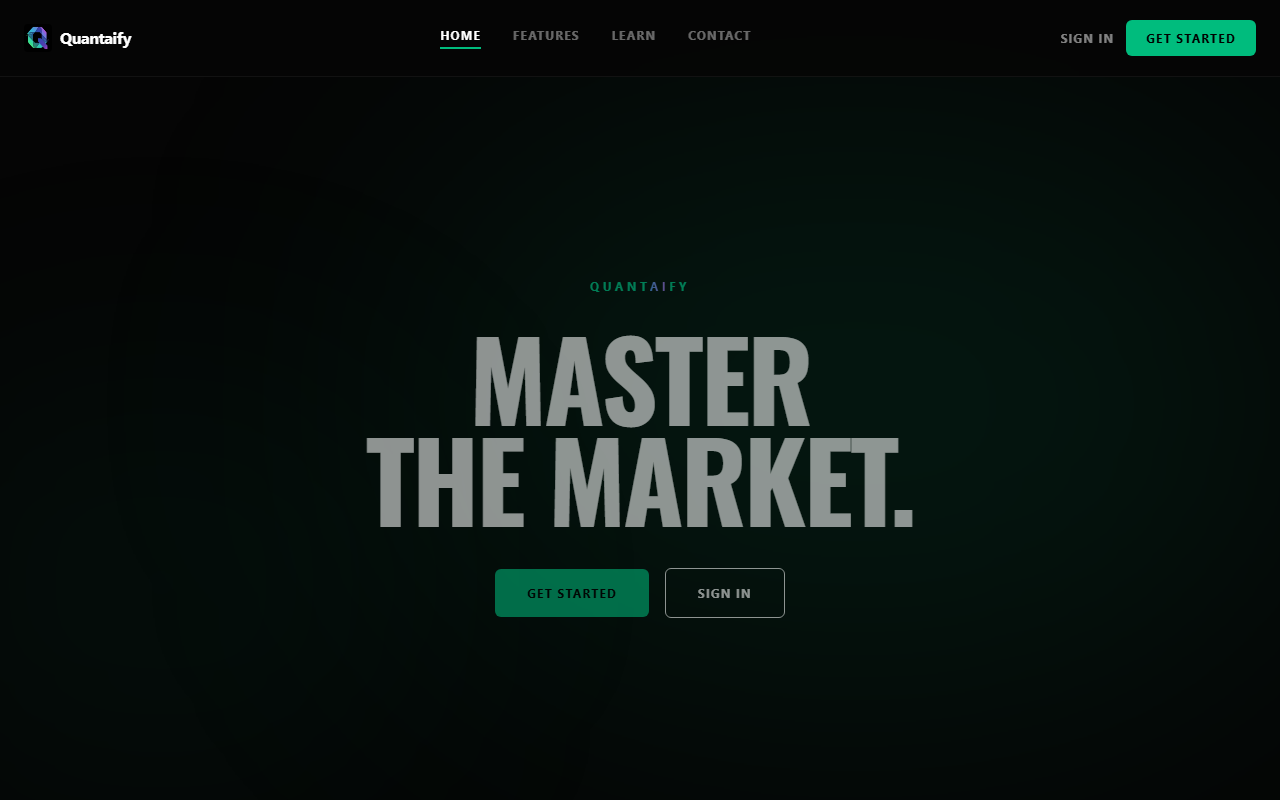 Quantaify
HOME FEATURES LEARN CONTACT
SIGN IN GET STARTED
QUANTAIFY
MASTER
THE MARKET.
GET STARTED SIGN IN